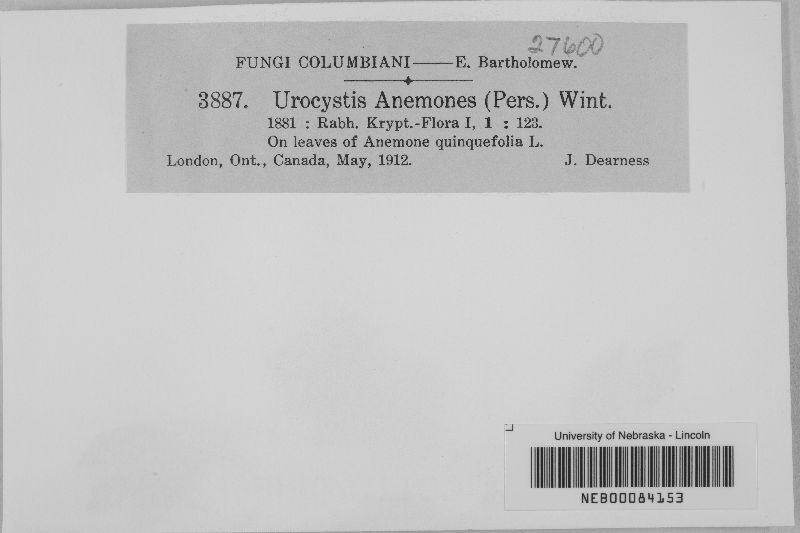 27600
FUNGI COLUMBIANI——E. Bartholomew.
3887. Urocystis Anemones (Pers.) Wint.
1881 : Rabh. Krypt.-Flora I, 1 : 123.
On leaves of Anemone quinquefolia L.
London, Ont., Canada, May, 1912. J. Dearness
University of Nebraska - Lincoln
NEB00084153